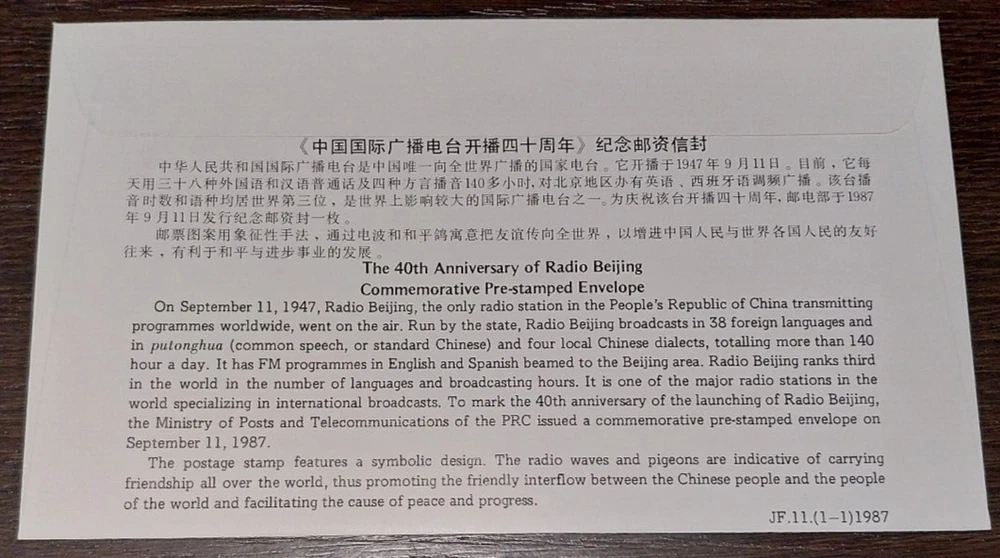 《中国国际广播电台开播四十周年》纪念邮资信封
中华人民共和国国际广播电台是中国唯一向全世界广播的国家电台。它开播于1947年9月11日。目前，它每
天用三十八种外国语和汉语普通话及四种方言播音140多小时，对北京地区办有英语、西班牙语调频广播。该台播
音时数和语种均居世界第三位，是世界上影响较大的国际广播电台之一。为庆祝该台开播四十周年，邮电部于1987
年9月11日发行纪念邮资封一枚。
邮票图案用象征性手法，通过电波和和平鸽寓意把友谊传向全世界，以增进中国人民与世界各国人民的友好
往来，有利于和平与进步事业的发展。
The 40th Anniversary of Radio Beijing
Commemorative Pre-stamped Envelope
On September 11, 1947, Radio Beijing, the only radio station in the People's Republic of China transmitting
programmes worldwide, went on the air. Run by the state, Radio Beijing broadcasts in 38 foreign languages and
in putonghua (common speech, or standard Chinese) and four local Chinese dialects, totalling more than 140
hour a day. It has FM programmes in English and Spanish beamed to the Beijing area. Radio Beijing ranks third
in the world in the number of languages and broadcasting hours. It is one of the major radio stations in the
world specializing in international broadcasts. To mark the 40th anniversary of the launching of Radio Beijing,
the Ministry of Posts and Telecommunications of the PRC issued a commemorative pre-stamped envelope on
September 11, 1987.
The postage stamp features a symbolic design. The radio waves and pigeons are indicative of carrying
friendship all over the world, thus promoting the friendly interflow between the Chinese people and the people
of the world and facilitating the cause of peace and progress.
JF.11.(1-1)1987